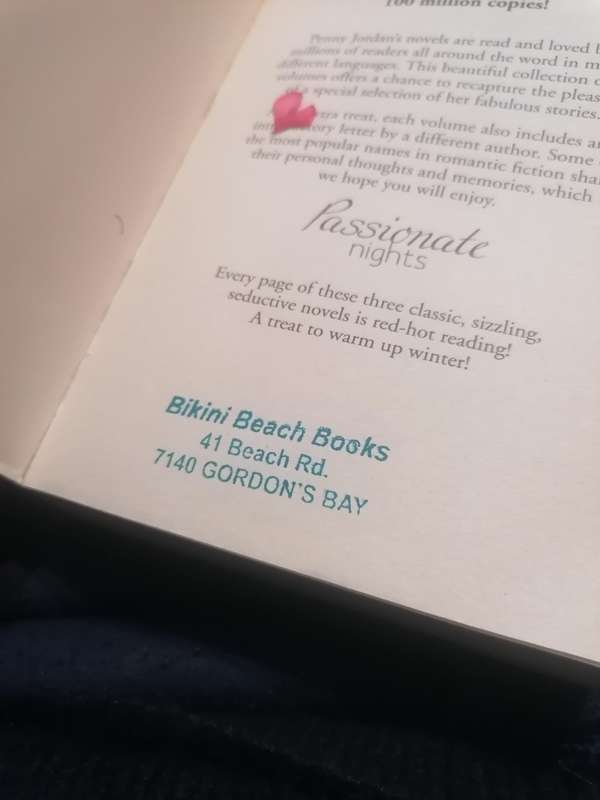 100 million copies!
Penny Jordan's novels are read and loved
millions of readers all around the word in
different languages. This beautiful collection
volumes offers a chance to recapture the
of a special selection of her fabulous stories.
treat, each volume also includes
letter by a different author. Some
the most popular names in romantic fiction
their personal thoughts and memories, which
we hope you will enjoy.
Passionate
nights
Every page of these three classic, sizzling,
seductive novels is red-hot reading!
A treat to warm up winter!
Bikini Beach Books
41 Beach Rd.
7140 GORDON'S BAY